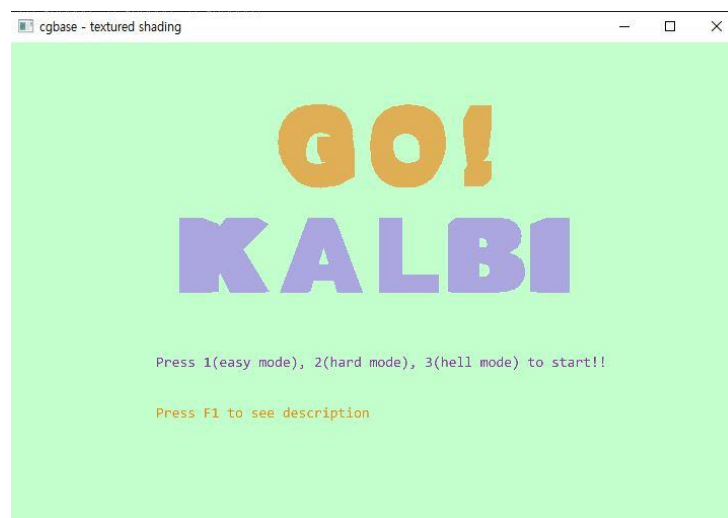 cgbase - textured shading
GO!
KALBI
Press 1(easy mode), 2(hard mode), 3(hell mode) to start!!
Press F1 to see description